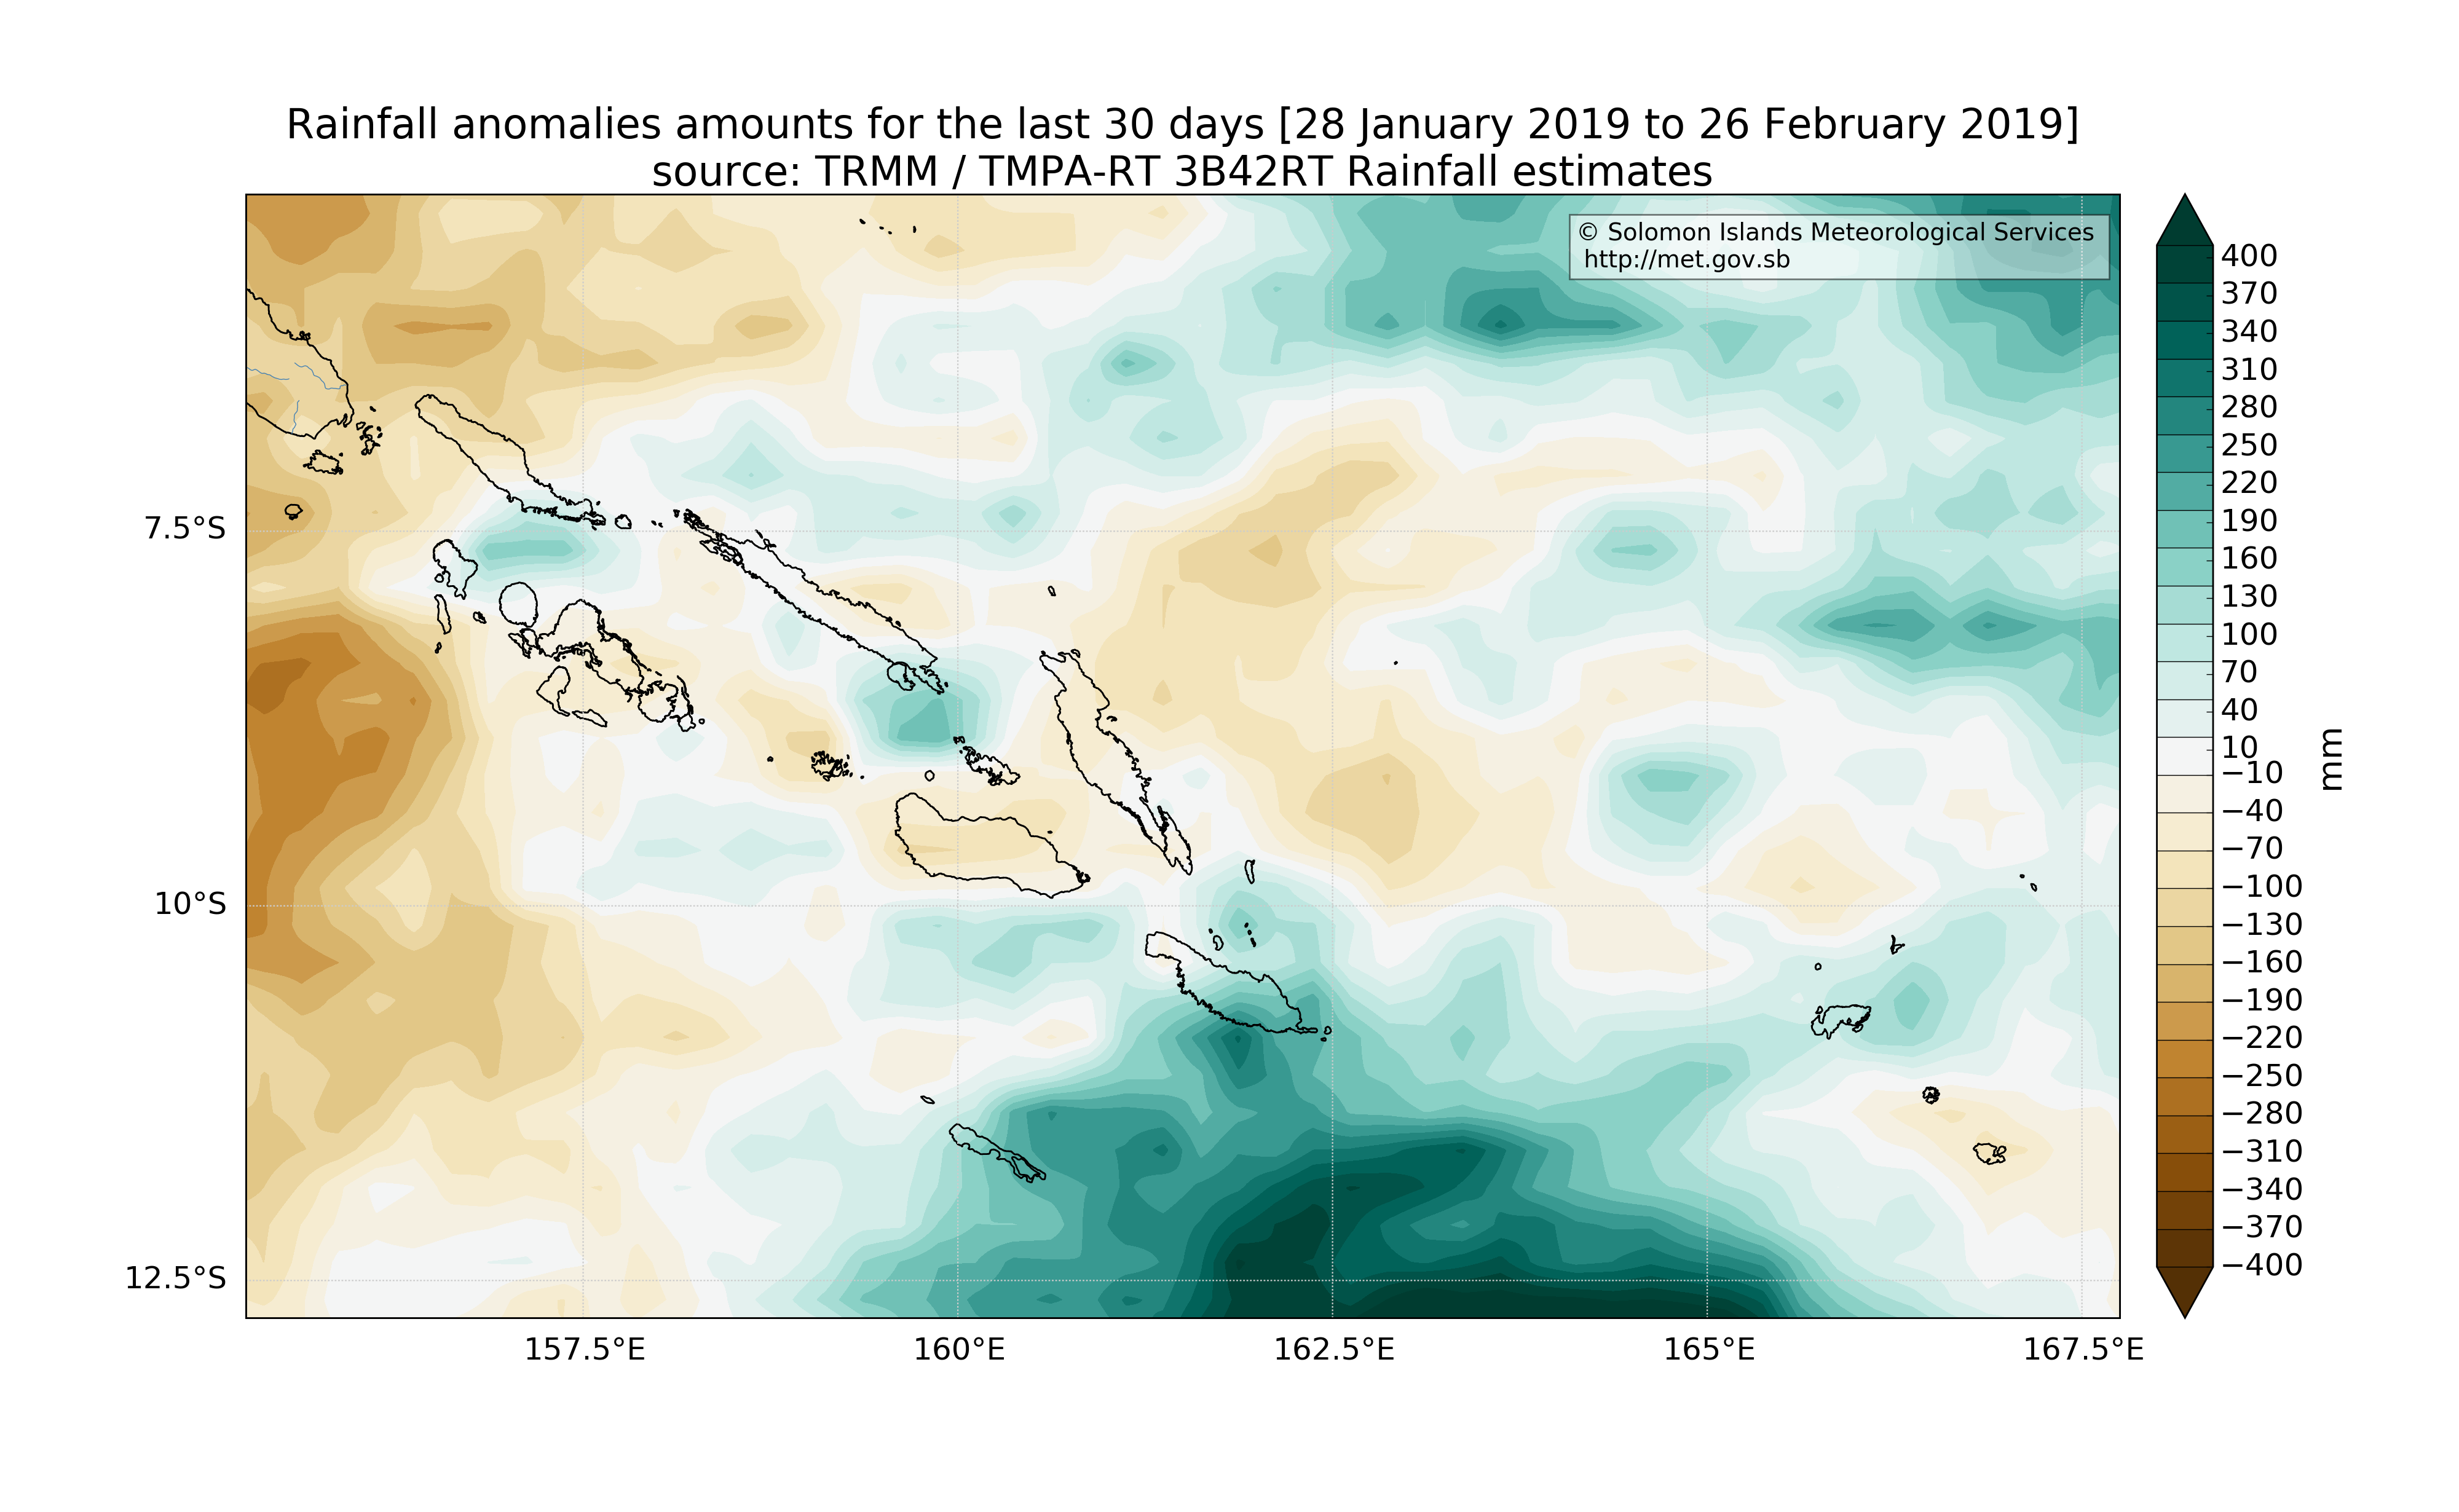 Rainfall anomalies amounts for the last 30 days [28 January 2019 to 26 February 2019]
source: TRMM / TMPA-RT 3B42RT Rainfall estimates
© Solomon Islands Meteorological Services
http://met.gov.sb
7.5°S
10°S
12.5°S
157.5°E
160°E
162.5°E
165°E
167.5°E
400
370
340
310
280
250
220
190
160
130
100
70
40
10
−10
−40
−70
−100
−130
−160
−190
−220
−250
−280
−310
−340
−370
−400
mm